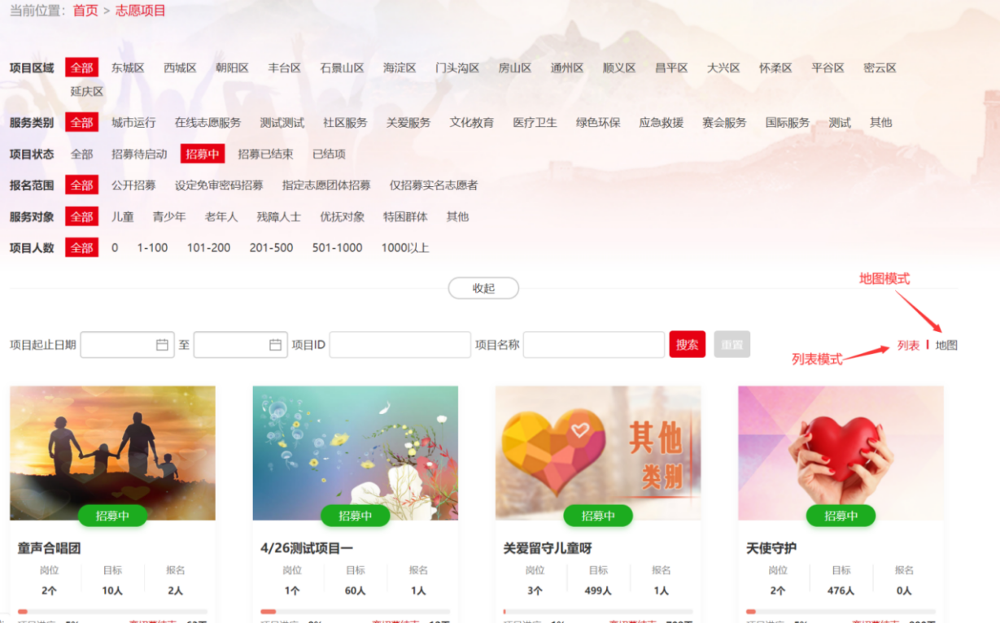 当前位置: 首页 > 志愿项目
项目区域 全部 东城区 西城区 朝阳区 丰台区 石景山区 海淀区 门头沟区 房山区 通州区 顺义区 昌平区 大兴区 怀柔区 平谷区 密云区
延庆区
服务类别 全部 城市运行 在线志愿服务 测试测试 社区服务 关爱服务 文化教育 医疗卫生 绿色环保 应急救援 赛会服务 国际服务 测试 其他
项目状态 全部 招募待启动 招募中 招募已结束 已结项
报名范围 全部 公开招募 设定免审密码招募 指定志愿团体招募 仅招募实名志愿者
服务对象 全部 儿童 青少年 老年人 残障人士 优抚对象 特困群体 其他
项目人数 全部 0 1-100 101-200 201-500 501-1000 1000以上
地图模式
收起
项目起止日期 至 项目ID 项目名称 搜索 重置 列表 地图
列表模式
其他
类别
招募中 招募中 招募中 招募中
童声合唱团 4/26测试项目一 关爱留守儿童呀 天使守护
岗位 目标 报名 岗位 目标 报名 岗位 目标 报名 岗位 目标 报名
2个 10人 2人 1个 60人 1人 3个 499人 1人 2个 476人 0人